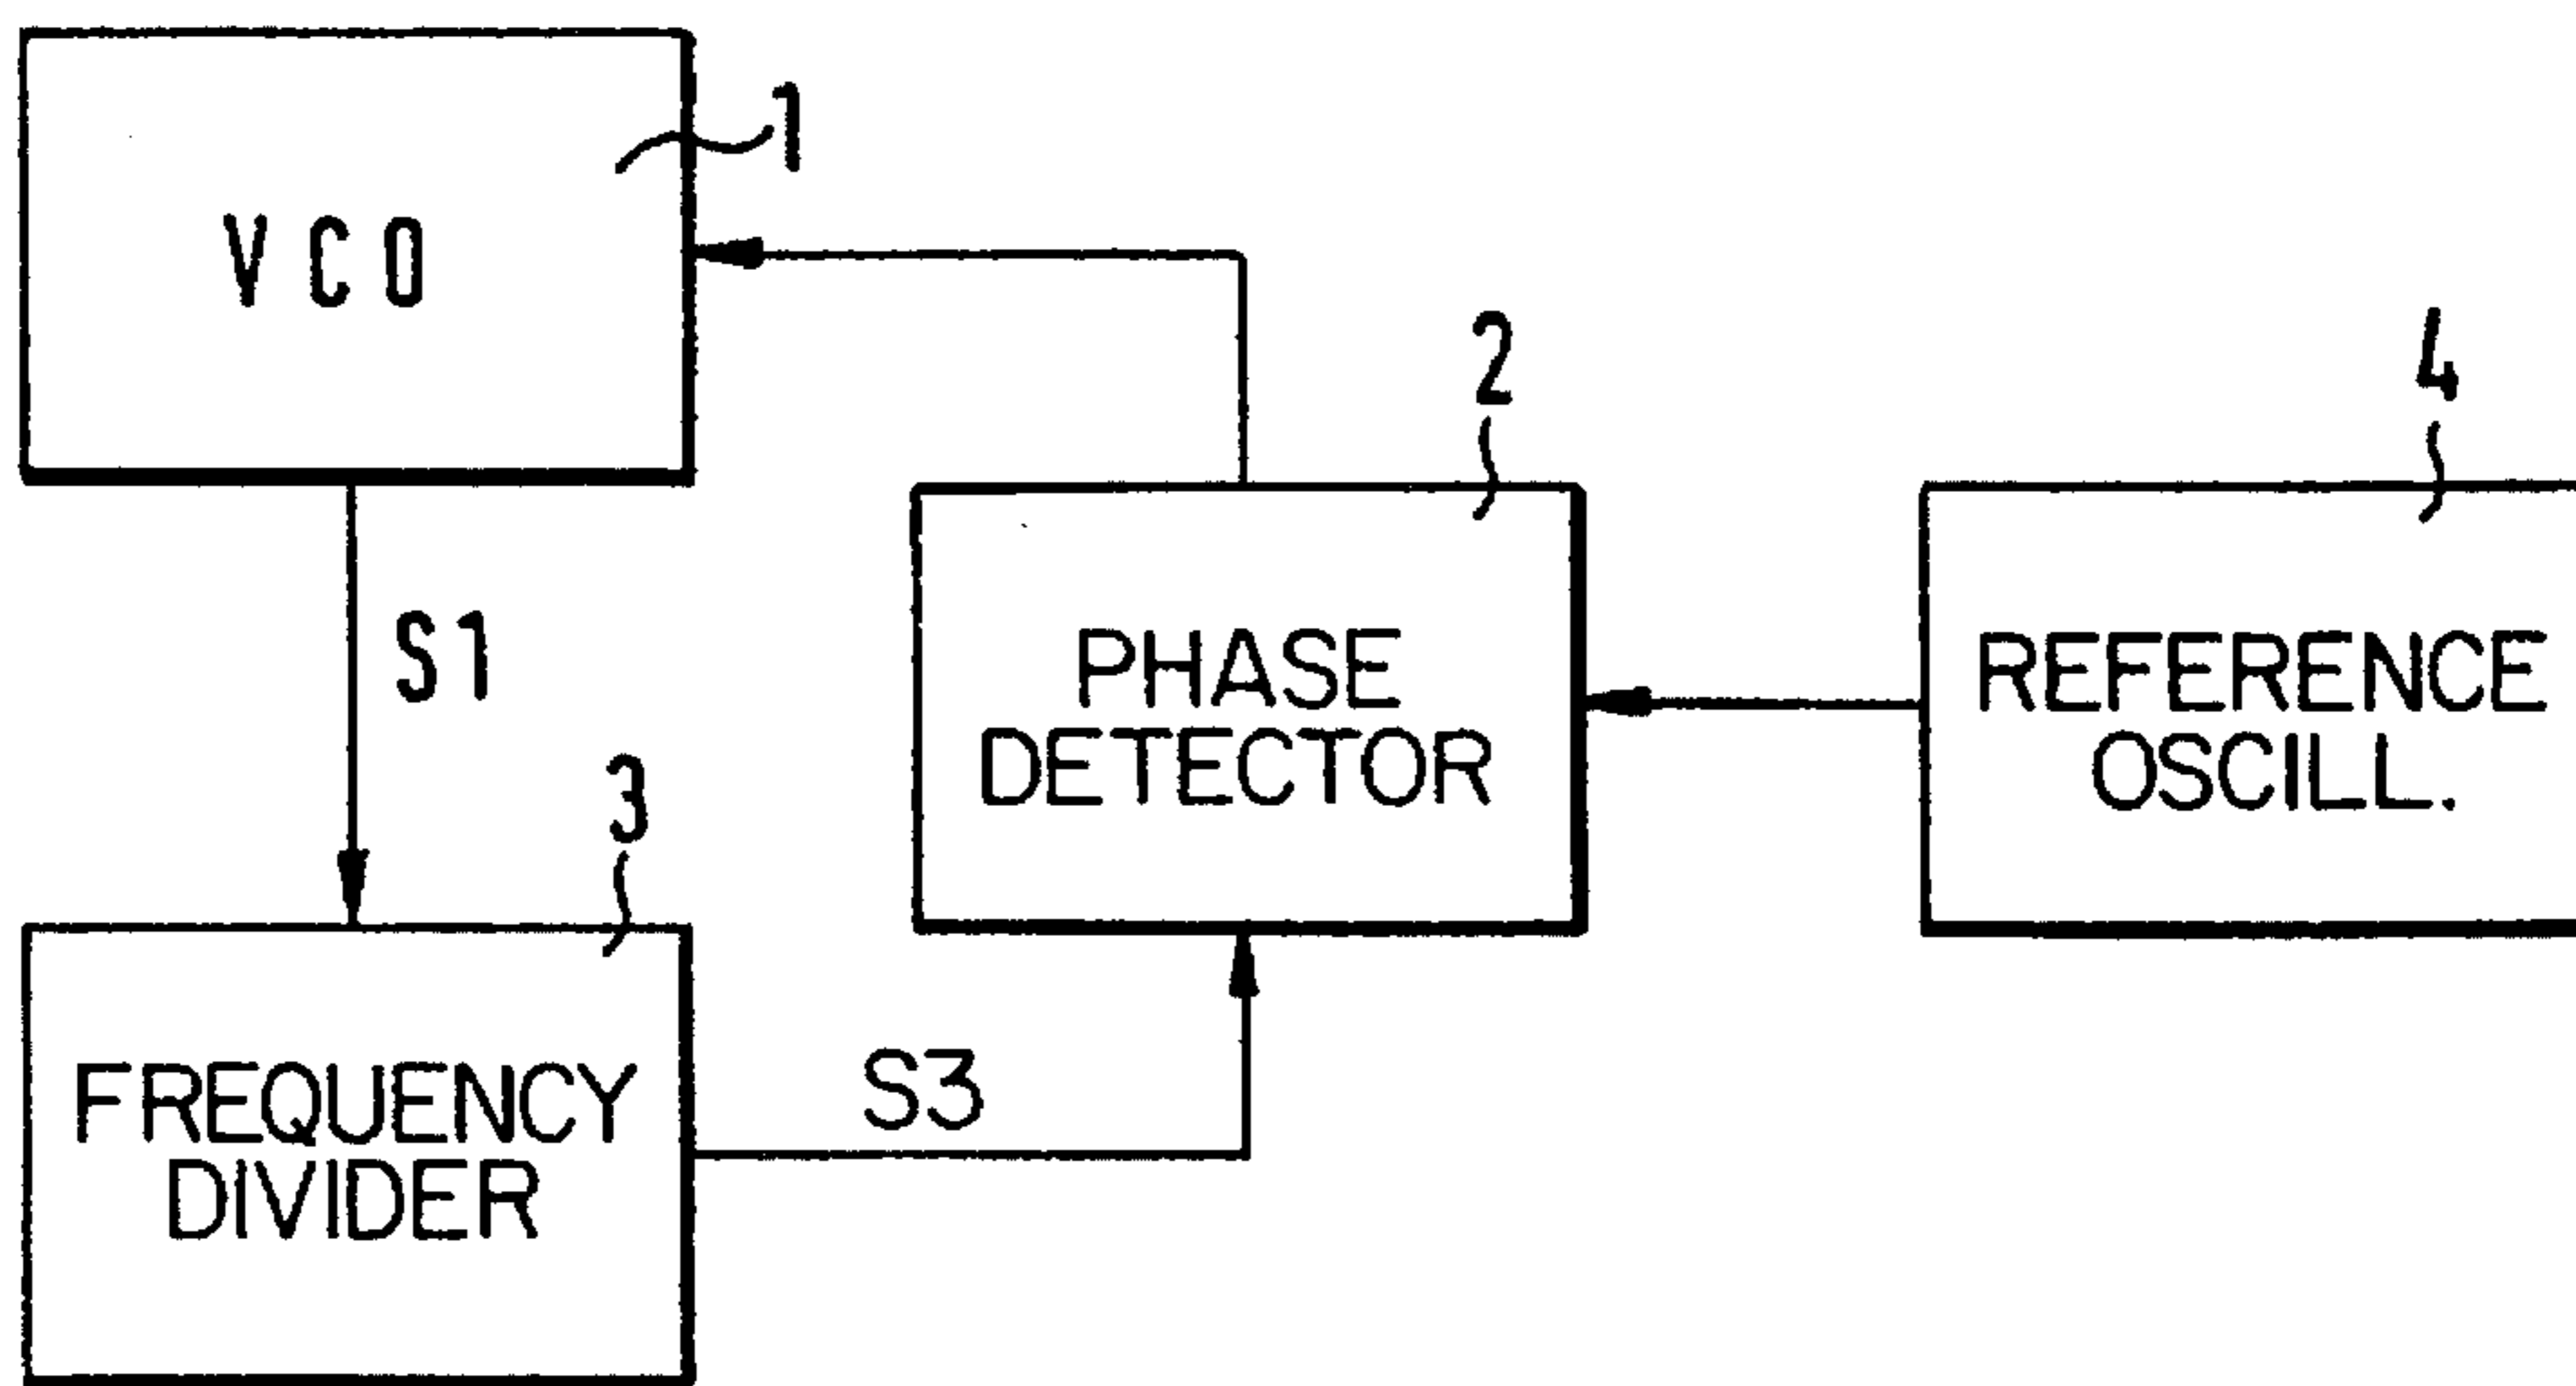 1
VCO
2
4
S1
PHASE
DETECTOR
REFERENCE
OSCILL.
3
FREQUENCY
DIVIDER
S3